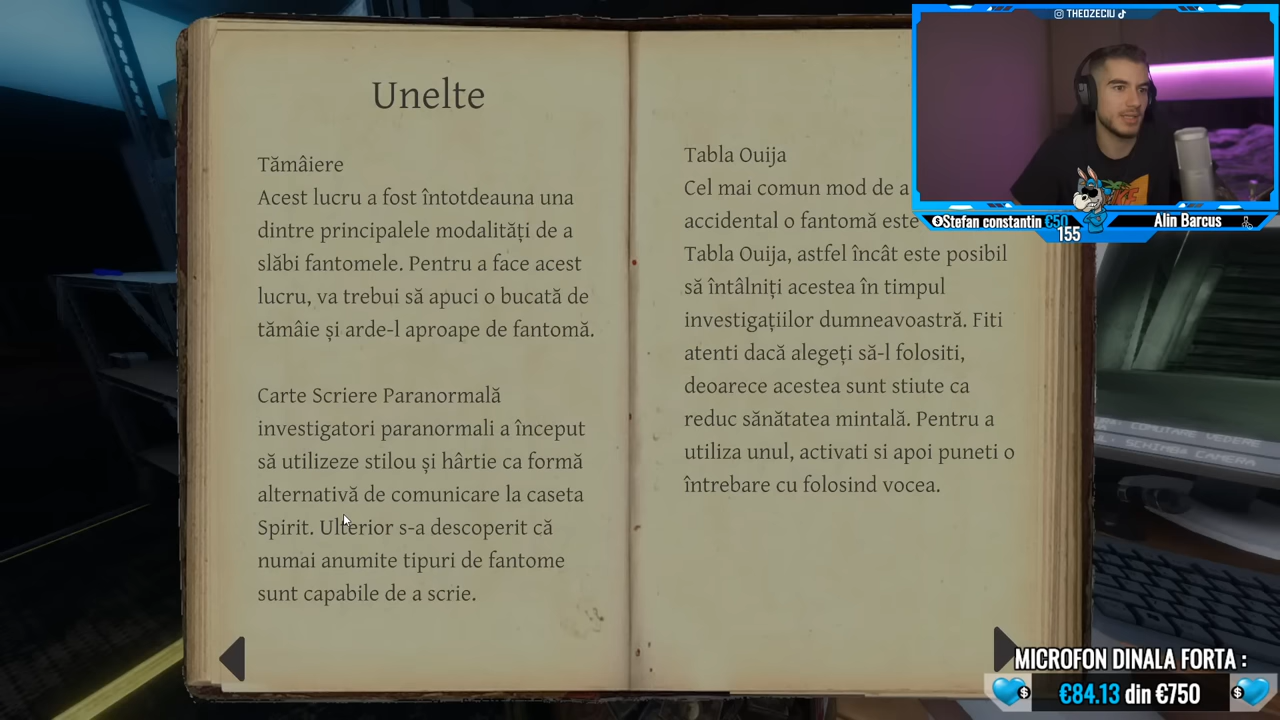 Unelte
Tămâiere
Acest lucru a fost întotdeauna una
dintre principalele modalități de a
slăbi fantomele. Pentru a face acest
lucru, va trebui să apuci o bucată de
tămâie și arde-l aproape de fantomă.
Carte Scriere Paranormală
investigatori paranormali a început
să utilizeze stilou și hârtie ca formă
alternativă de comunicare la caseta
Spirit. Ulterior s-a descoperit că
numai anumite tipuri de fantome
sunt capabile de a scrie.
Tabla Ouija
Cel mai comun mod de a
accidental o fantomă este
Tabla Ouija, astfel încât este posibil
să întâlniți acestea în timpul
investigațiilor dumneavoastră. Fiti
atenti dacă alegeți să-l folositi,
deoarece acestea sunt stiute ca
reduc sănătatea mintală. Pentru a
utiliza unul, activati si apoi puneti o
întrebare cu folosind vocea.
THEOZECIU
Stefan constantin €50
Alin Barcus
155
COMUTARE VEDERE
SCHIMBA CAMERA
MICROFON DINALA FORTA :
€84.13 din €750